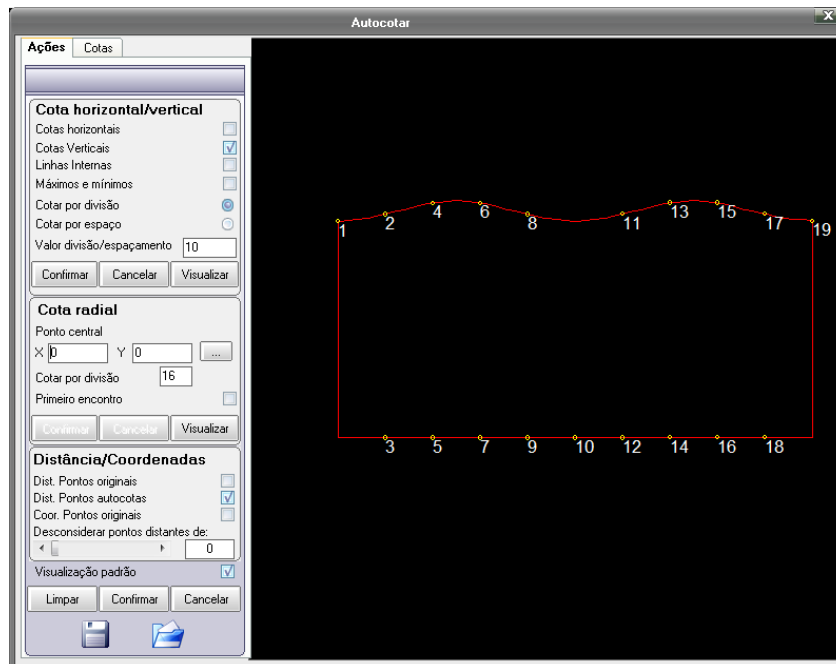 Autocotar
X
Ações Cotas
Cota horizontal/vertical
Cotas horizontais
Cotas Verticais
Linhas Internas
Máximos e mínimos
Cotar por divisão
Cotar por espaço
Valor divisão/espaçamento 10
Confirmar Cancelar Visualizar
Cota radial
Ponto central
X 0 Y 0 ...
Cotar por divisão 16
Primeiro encontro
Confirmar Cancelar Visualizar
Distância/Coordenadas
Dist. Pontos originais
Dist. Pontos autocotas
Coor. Pontos originais
Desconsiderar pontos distantes de:
0
Visualização padrão
Limpar Confirmar Cancelar
1 2 4 6 8 11 13 15 17 19
3 5 7 9 10 12 14 16 18